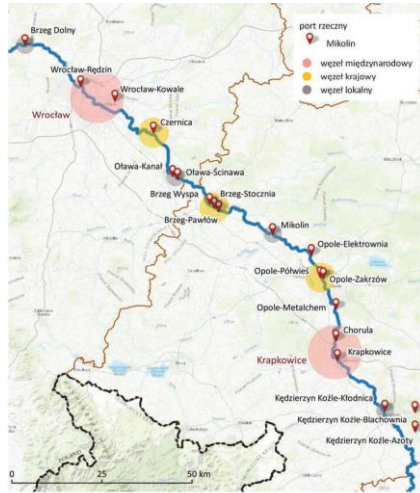 Brzeg Dolny
port rzeczny
Mikolin
węzeł międzynarodowy
węzeł krajowy
węzeł lokalny
Wrocław-Rędzin
Wrocław-Kowale
Wrocław
Czernica
Oława-Kanał
Oława-Ścinawa
Brzeg Wyspa
Brzeg-Stocznia
Brzeg-Pawłów
Mikolin
Opole-Elektrownia
Opole-Półwieś
Opole-Zakrzów
Opole-Metalchem
Chorula
Krapkowice
Krapkowice
Kędzierzyn Koźle-Kłodnica
Kędzierzyn Koźle-Blachownia
Kędzierzyn Koźle-Azoty
POLAND
0 25 50 km